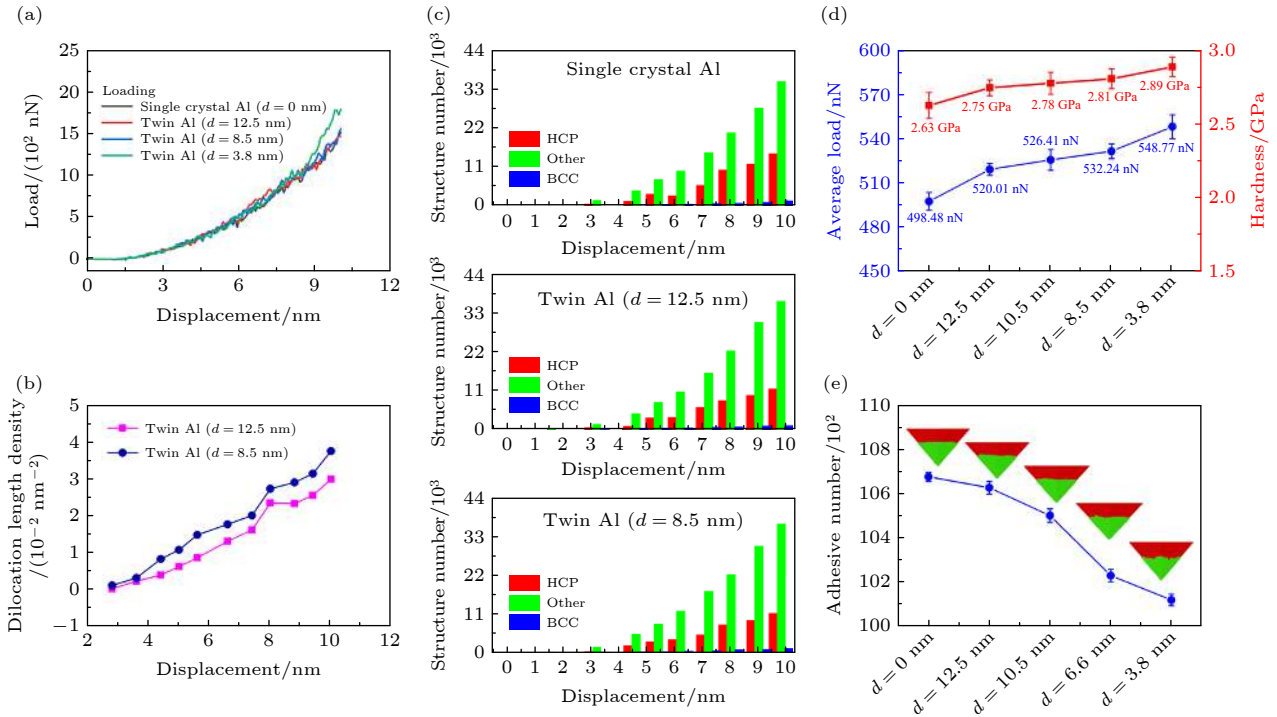 (a)
Load/(10² nN)
25
20
15
10
5
0
Loading
Single crystal Al (d = 0 nm)
Twin Al (d = 12.5 nm)
Twin Al (d = 8.5 nm)
Twin Al (d = 3.8 nm)
0 3 6 9 12
Displacement/nm
(b)
Dilocation length density
/(10⁻² nm⁻²)
5
4
3
2
1
0
−1
Twin Al (d = 12.5 nm)
Twin Al (d = 8.5 nm)
2 4 6 8 10 12
Displacement/nm
(c)
Structure number/10³
44
33
22
11
0
Single crystal Al
HCP
Other
BCC
0 1 2 3 4 5 6 7 8 9 10
Displacement/nm
Structure number/10³
44
33
22
11
0
Twin Al (d = 12.5 nm)
HCP
Other
BCC
0 1 2 3 4 5 6 7 8 9 10
Displacement/nm
Structure number/10³
44
33
22
11
0
Twin Al (d = 8.5 nm)
HCP
Other
BCC
0 1 2 3 4 5 6 7 8 9 10
Displacement/nm
(d)
Average load/nN
600
570
540
510
490
450
2.63 GPa
2.75 GPa
2.78 GPa
2.81 GPa
2.89 GPa
498.48 nN
520.01 nN
526.41 nN
532.24 nN
548.77 nN
3.0
2.5
2.0
1.5
Hardness/GPa
d = 0 nm
d = 12.5 nm
d = 10.5 nm
d = 8.5 nm
d = 3.8 nm
(e)
Adhesive number/10²
110
108
106
104
102
100
d = 0 nm
d = 12.5 nm
d = 10.5 nm
d = 6.6 nm
d = 3.8 nm